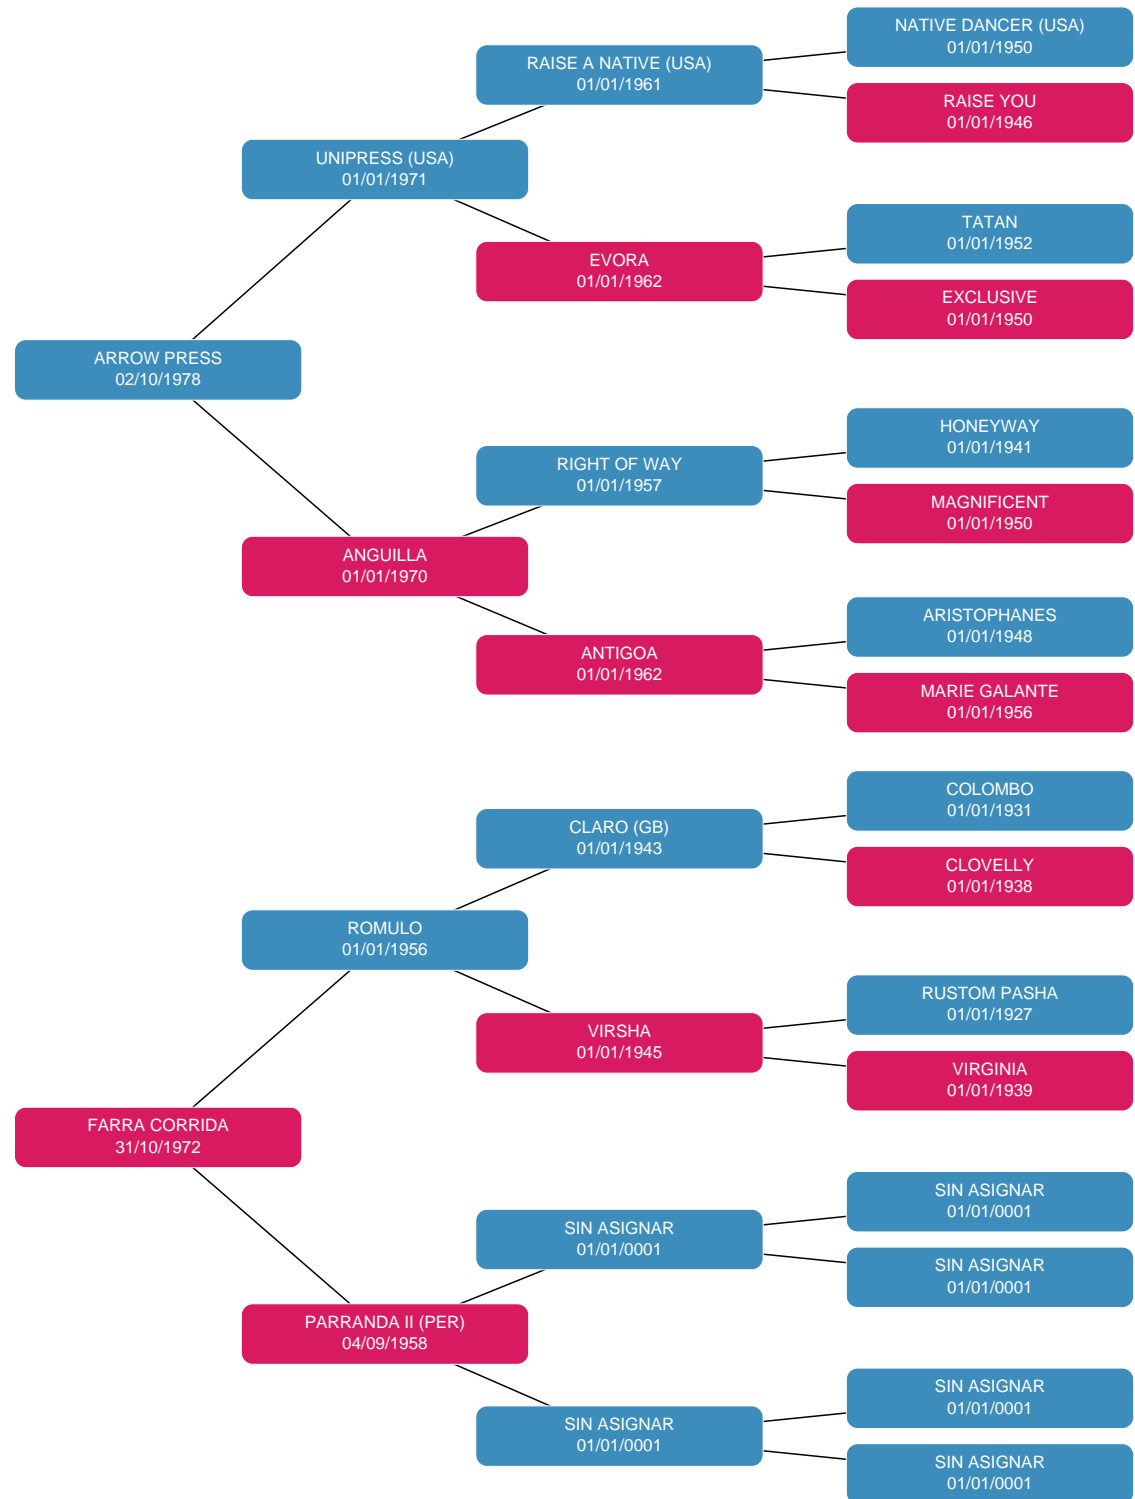 NATIVE DANCER (USA)
01/01/1950
RAISE A NATIVE (USA)
01/01/1961
RAISE YOU
01/01/1946
UNIPRESS (USA)
01/01/1971
TATAN
01/01/1952
EVORA
01/01/1962
EXCLUSIVE
01/01/1950
ARROW PRESS
02/10/1978
HONEYWAY
01/01/1941
RIGHT OF WAY
01/01/1957
MAGNIFICENT
01/01/1950
ANGUILLA
01/01/1970
ARISTOPHANES
01/01/1948
ANTIGOA
01/01/1962
MARIE GALANTE
01/01/1956
COLOMBO
01/01/1931
CLARO (GB)
01/01/1943
CLOVELLY
01/01/1938
ROMULO
01/01/1956
RUSTOM PASHA
01/01/1927
VIRSHA
01/01/1945
VIRGINIA
01/01/1939
FARRA CORRIDA
31/10/1972
SIN ASIGNAR
01/01/0001
SIN ASIGNAR
01/01/0001
SIN ASIGNAR
01/01/0001
PARRANDA II (PER)
04/09/1958
SIN ASIGNAR
01/01/0001
SIN ASIGNAR
01/01/0001
SIN ASIGNAR
01/01/0001